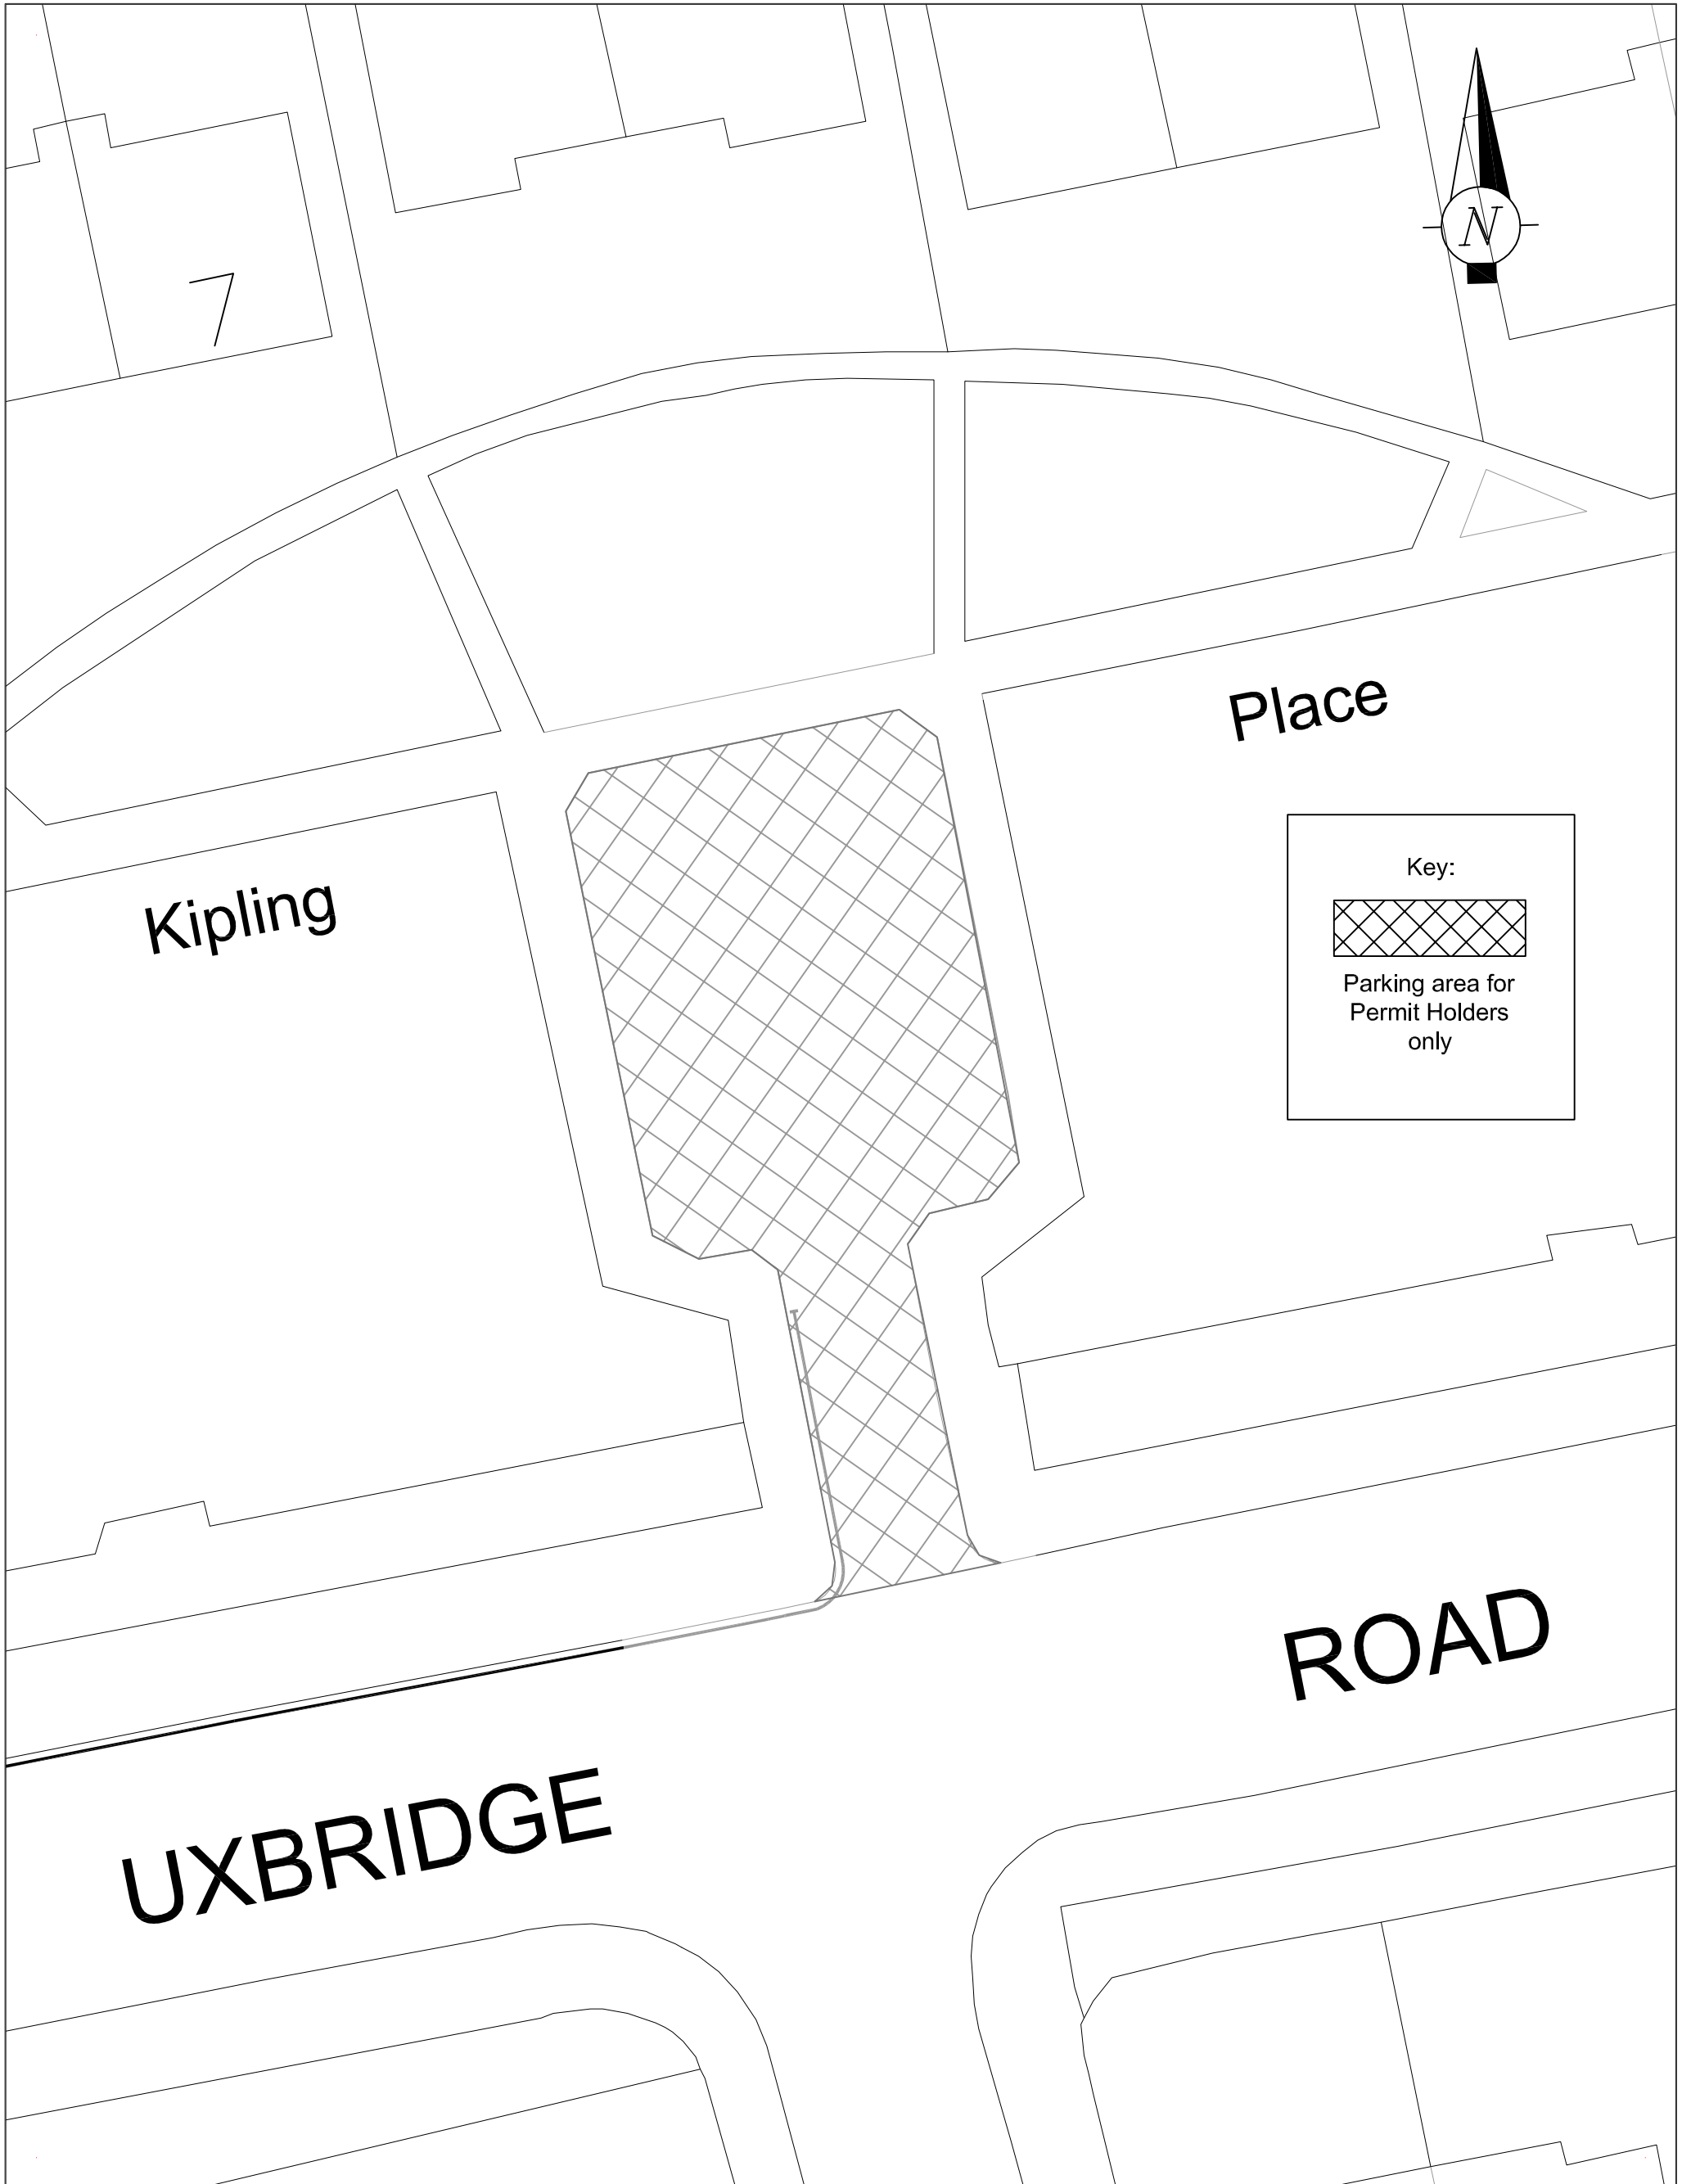 N
7
Place
Kipling
Key:
Parking area for
Permit Holders
only
ROAD
UXBRIDGE